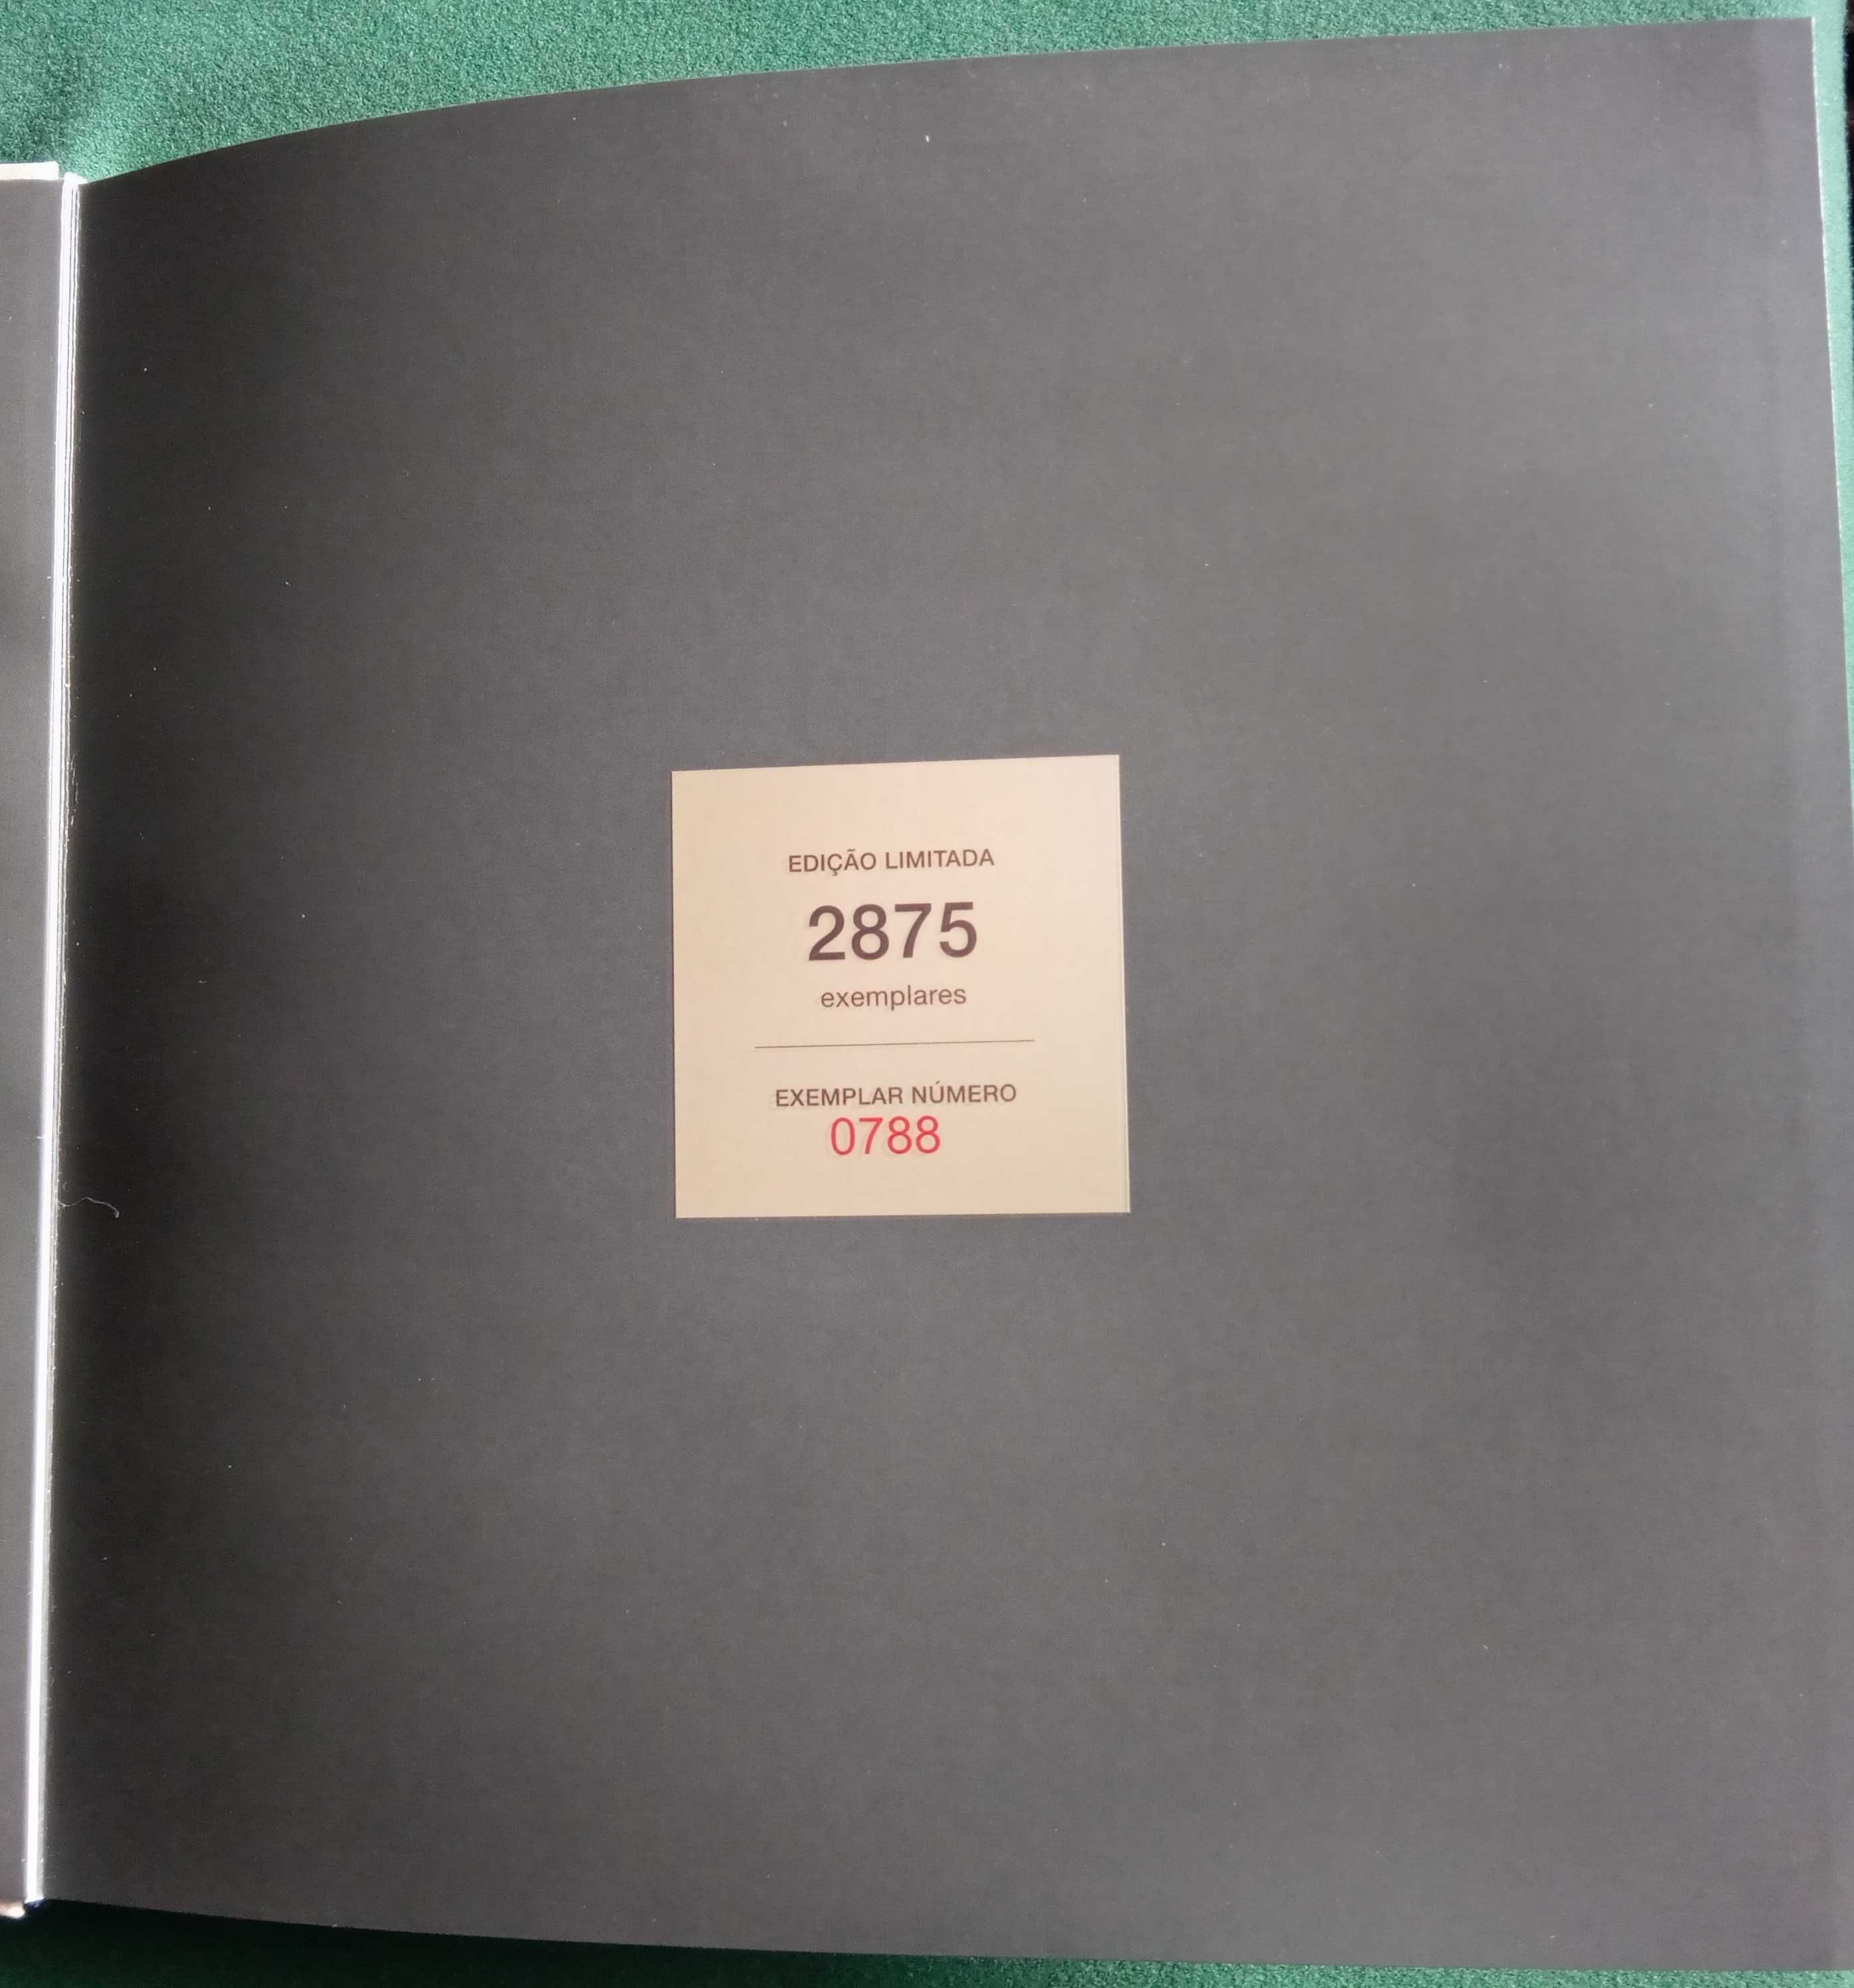 EDIÇÃO LIMITADA
2875
exemplares
EXEMPLAR NÚMERO
0788